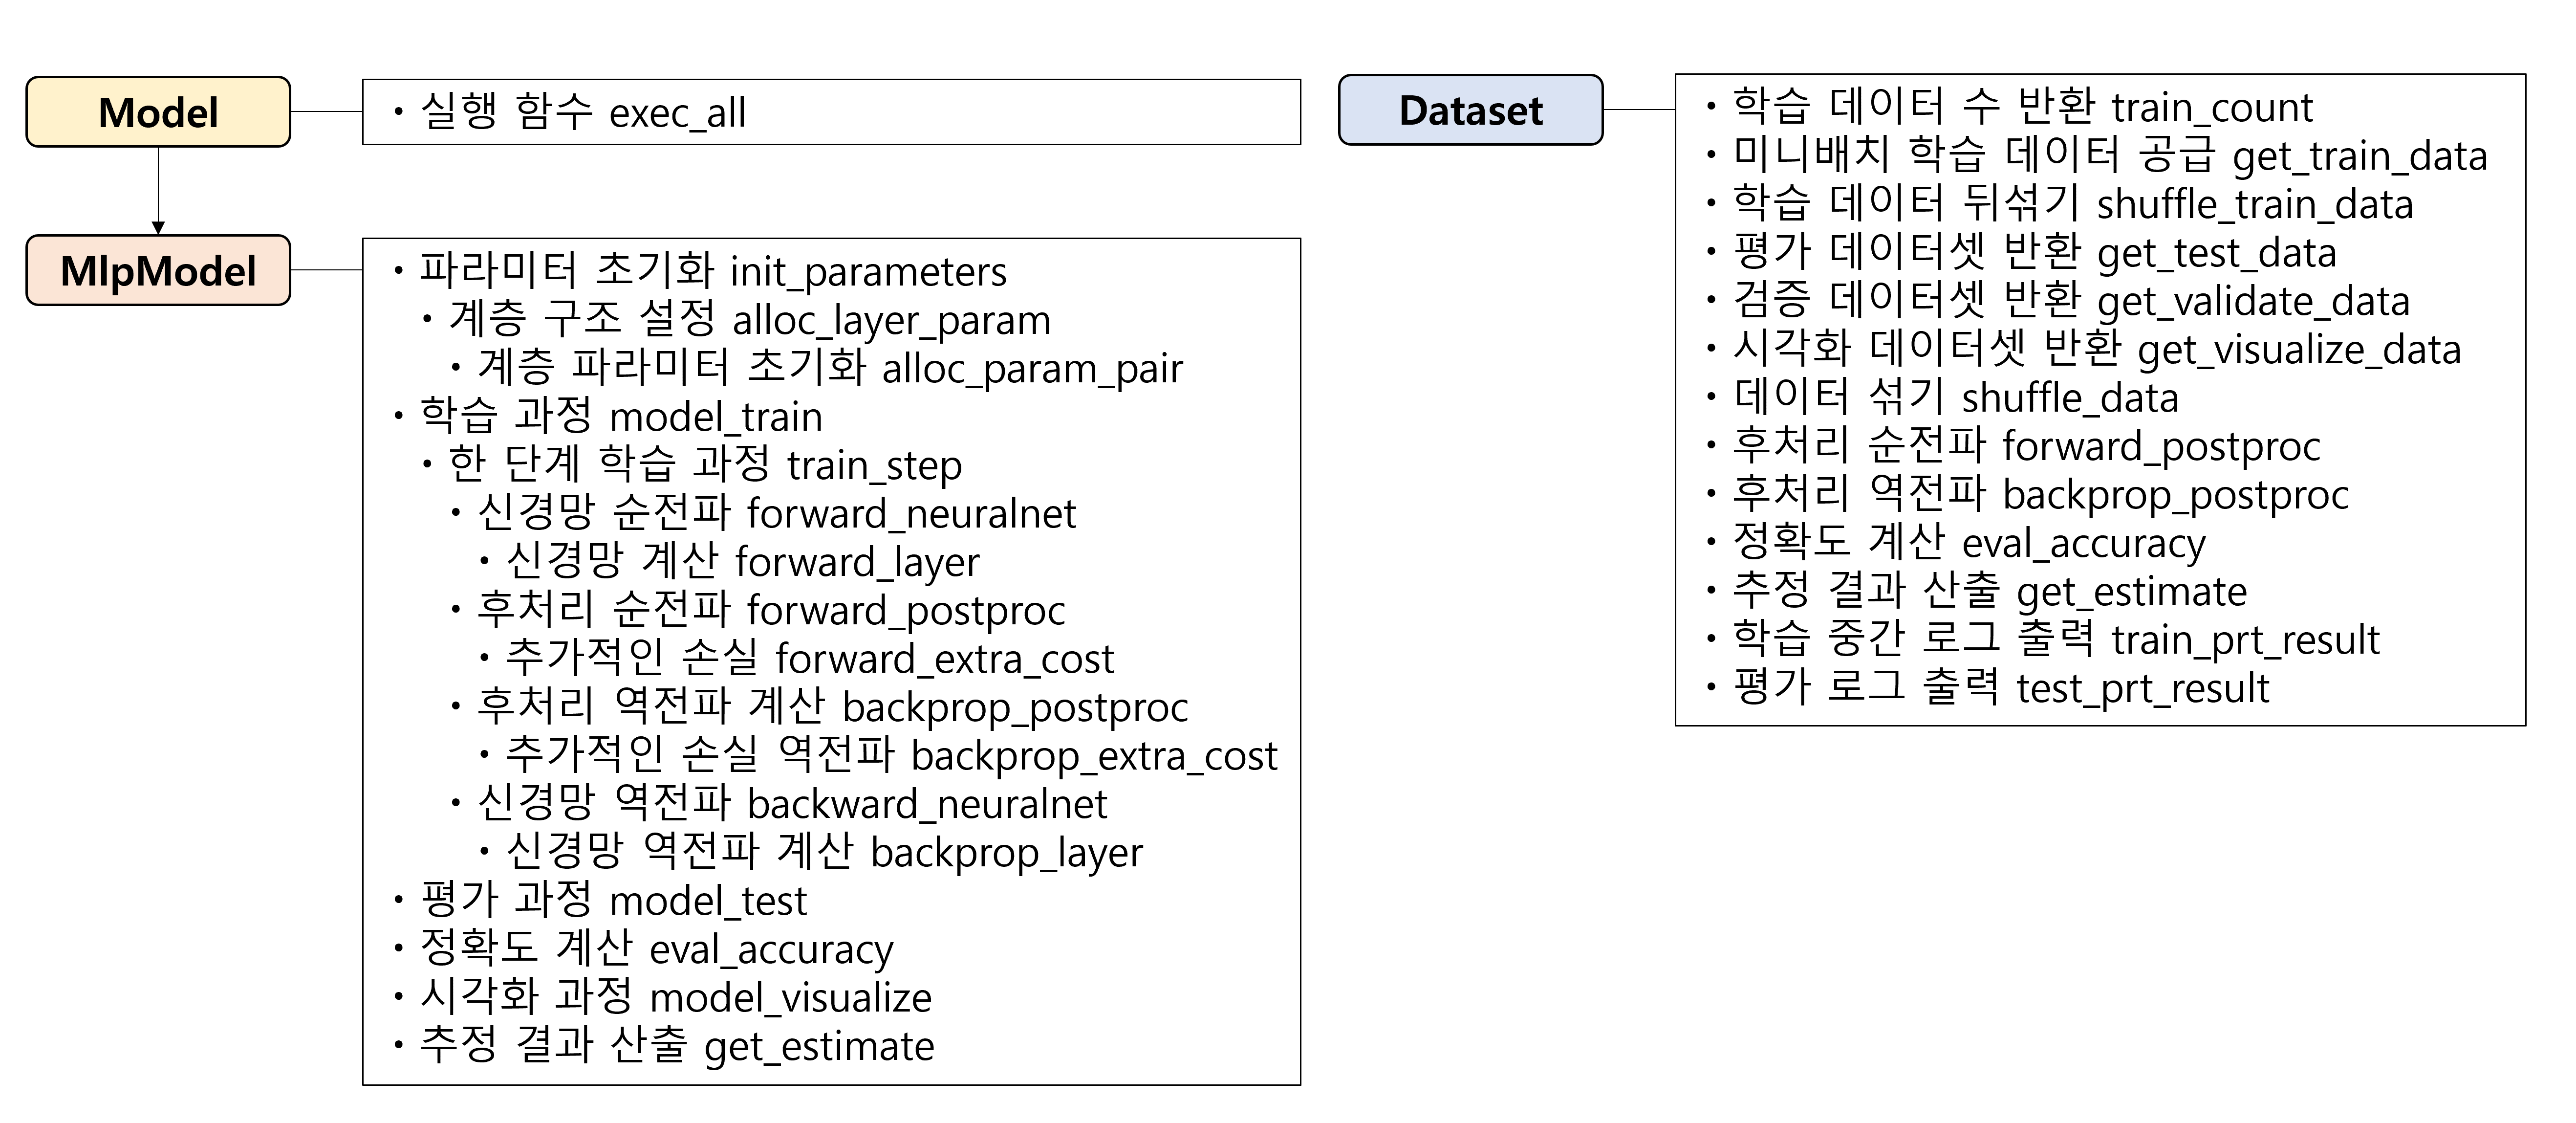 Model
• 실행 함수 exec_all
MlpModel
• 파라미터 초기화 init_parameters
• 계층 구조 설정 alloc_layer_param
• 계층 파라미터 초기화 alloc_param_pair
• 학습 과정 model_train
• 한 단계 학습 과정 train_step
• 신경망 순전파 forward_neuralnet
• 신경망 계산 forward_layer
• 후처리 순전파 forward_postproc
• 추가적인 손실 forward_extra_cost
• 후처리 역전파 계산 backprop_postproc
• 추가적인 손실 역전파 backprop_extra_cost
• 신경망 역전파 backward_neuralnet
• 신경망 역전파 계산 backprop_layer
• 평가 과정 model_test
• 정확도 계산 eval_accuracy
• 시각화 과정 model_visualize
• 추정 결과 산출 get_estimate
Dataset
• 학습 데이터 수 반환 train_count
• 미니배치 학습 데이터 공급 get_train_data
• 학습 데이터 뒤섞기 shuffle_train_data
• 평가 데이터셋 반환 get_test_data
• 검증 데이터셋 반환 get_validate_data
• 시각화 데이터셋 반환 get_visualize_data
• 데이터 섞기 shuffle_data
• 후처리 순전파 forward_postproc
• 후처리 역전파 backprop_postproc
• 정확도 계산 eval_accuracy
• 추정 결과 산출 get_estimate
• 학습 중간 로그 출력 train_prt_result
• 평가 로그 출력 test_prt_result